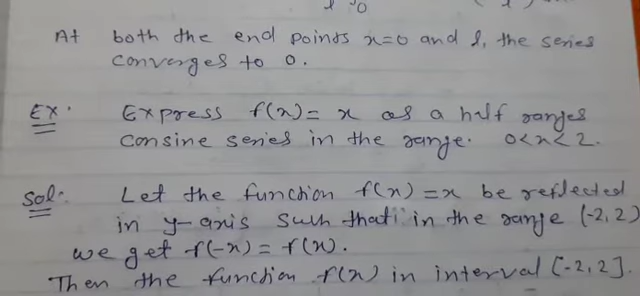 At both the end points x=0 and l, the series
converges to 0.
Ex. Express f(x) = x as a half ranges
consine series in the range. 0<x<2.
Sol. Let the function f(x) = x be reflected
in y-axis such that in the range (-2,2)
we get f(-x) = f(x).
Then the function f(x) in interval [-2,2].